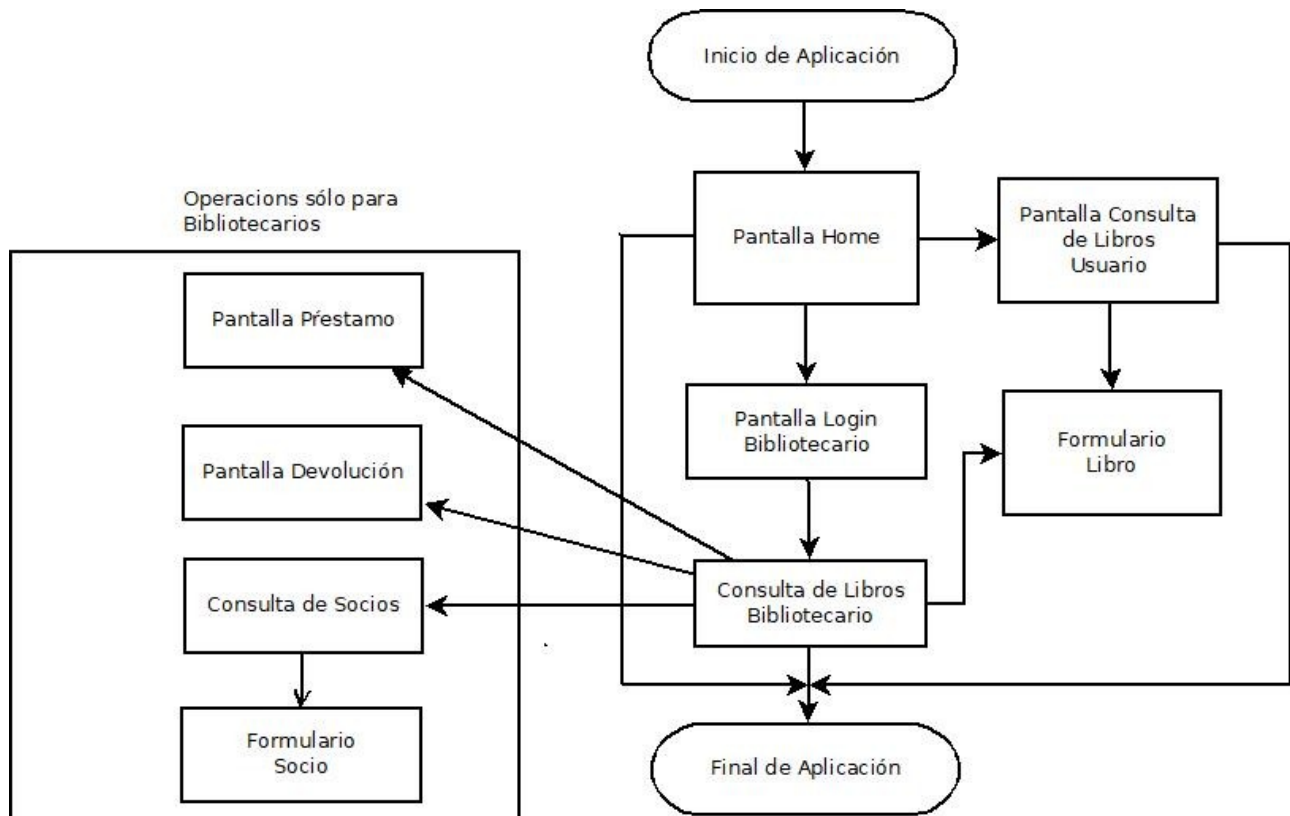 Inicio de Aplicación
Operacions sólo para
Bibliotecarios
Pantalla Home
Pantalla Consulta
de Libros
Usuario
Pantalla Pŕestamo
Pantalla Login
Bibliotecario
Formulario
Libro
Pantalla Devolución
Consulta de Socios
Consulta de Libros
Bibliotecario
Formulario
Socio
Final de Aplicación